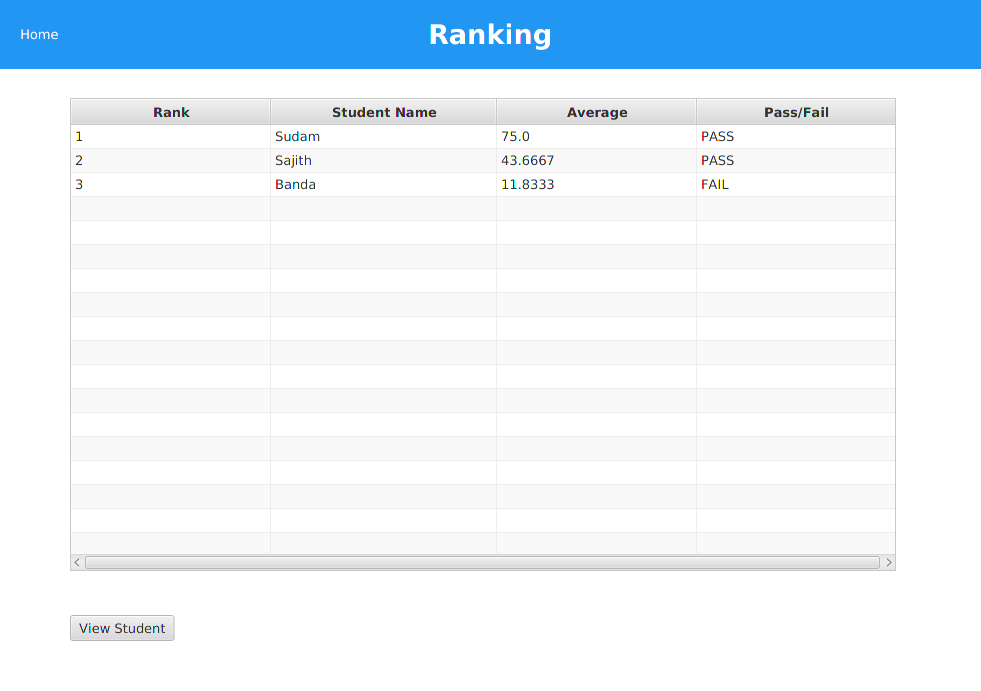 Home
Ranking
Rank Student Name Average Pass/Fail
1 Sudam 75.0 PASS
2 Sajith 43.6667 PASS
3 Banda 11.8333 FAIL
View Student